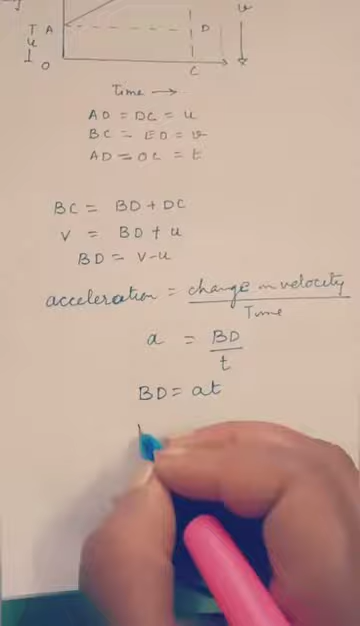 T A
u
D
O
C
u
Time →
AD = DC = u
BC = ED = v
AD = OC = t
BC = BD + DC
V = BD + u
BD = V-u
acceleration = change in velocity
Time
a = BD
t
BD = at